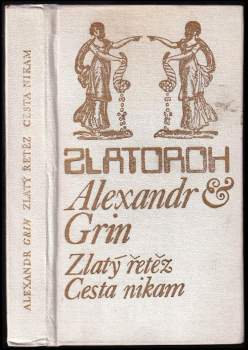 ALEXANDR GRIN ZLATÝ ŘETĚZ CESTA NIKAM
ZLATOROH
Alexandr &
Grin
Zlatý řetěz
Cesta nikam